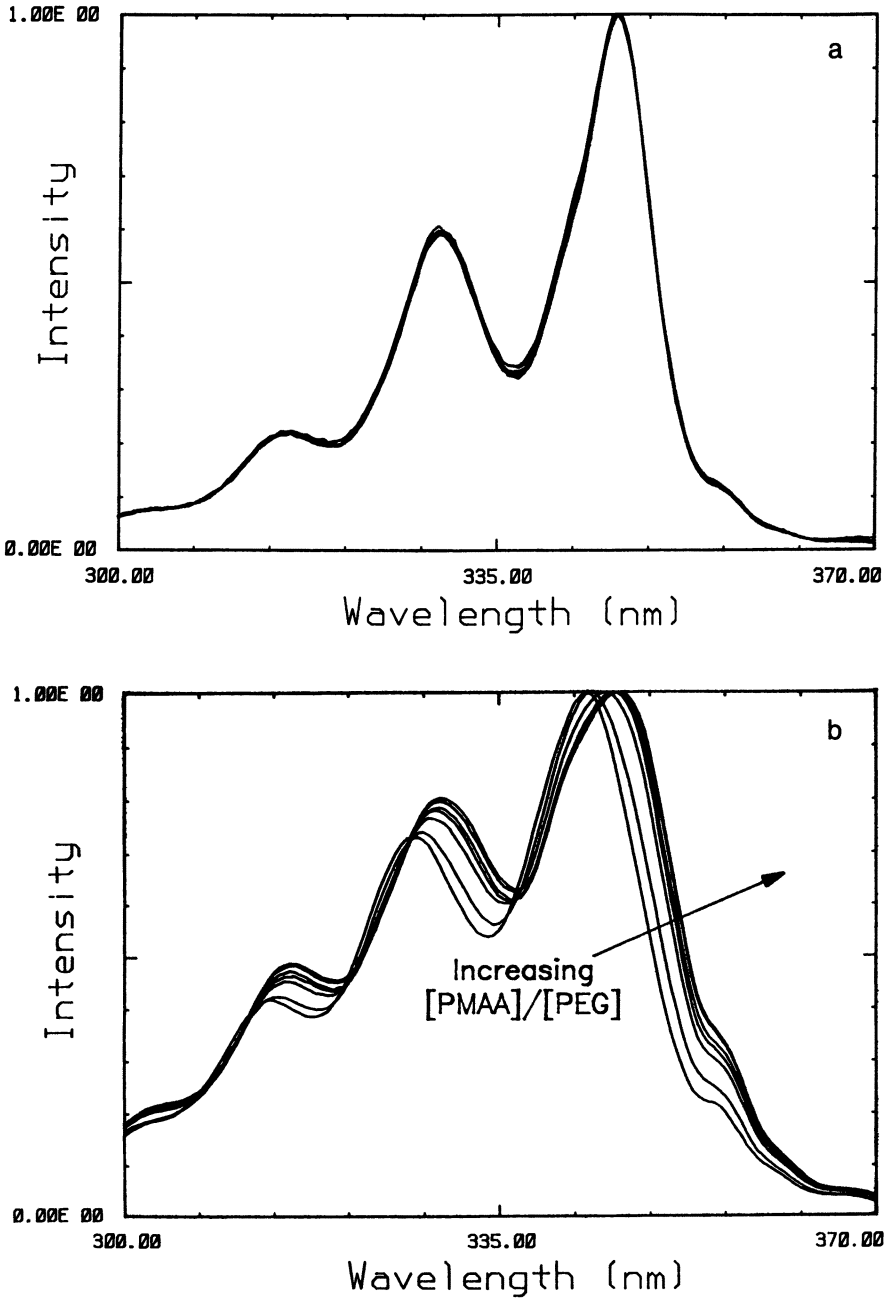 1.00E 00
a
Intensity
0.00E 00
300.00
335.00
370.00
Wavelength (nm)
1.00E 00
b
Intensity
Increasing
[PMAA]/[PEG]
0.00E 00
300.00
335.00
370.00
Wavelength (nm)